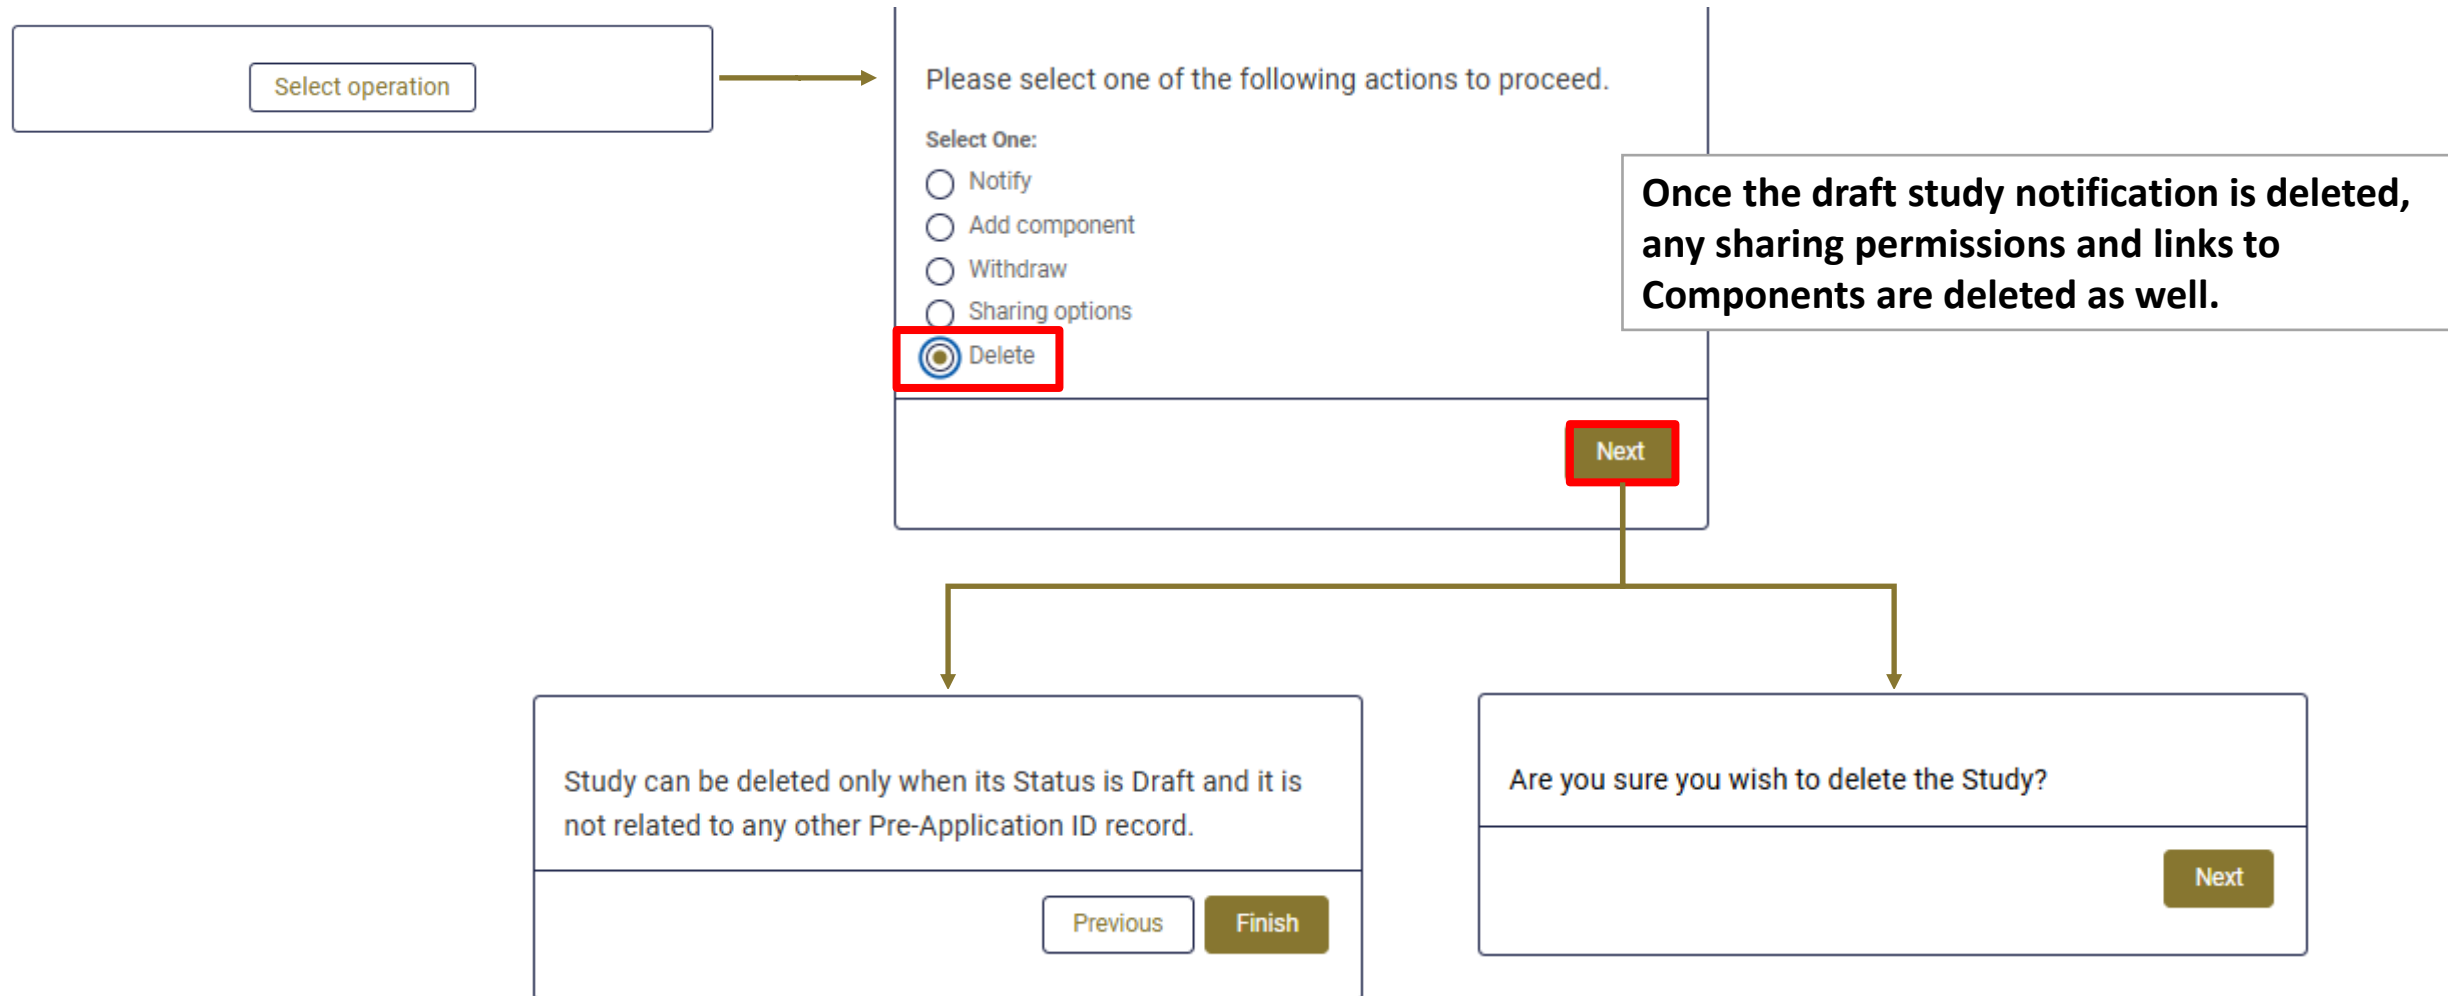 Select operation
Please select one of the following actions to proceed.
Select One:
Notify
Add component
Withdraw
Sharing options
Delete
Next
Once the draft study notification is deleted,
any sharing permissions and links to
Components are deleted as well.
Study can be deleted only when its Status is Draft and it is
not related to any other Pre-Application ID record.
Previous
Finish
Are you sure you wish to delete the Study?
Next